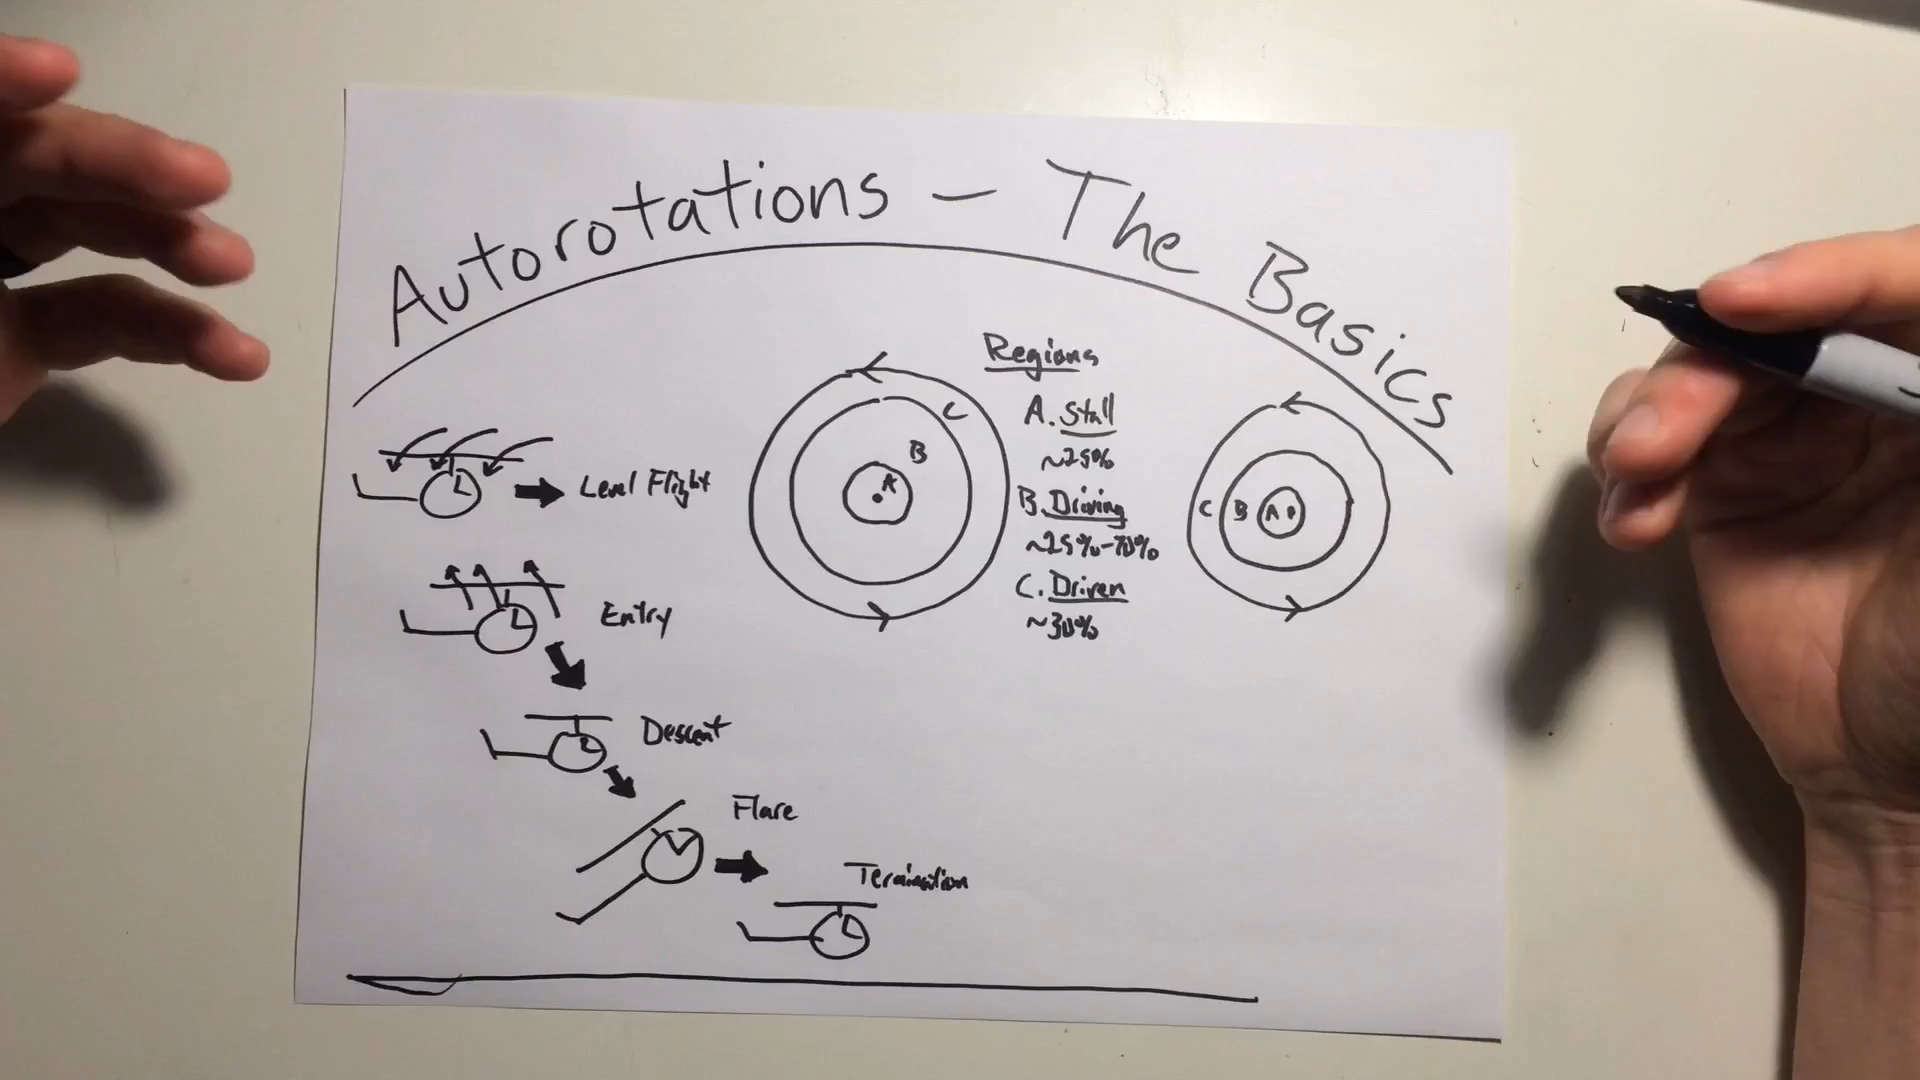 Autorotations - The Basics
Level Flight
Entry
Descent
Flare
Termination
C
B
A
Regions
A. Stall
~25%
B. Driving
~25%-70%
C. Driven
~30%
C B A